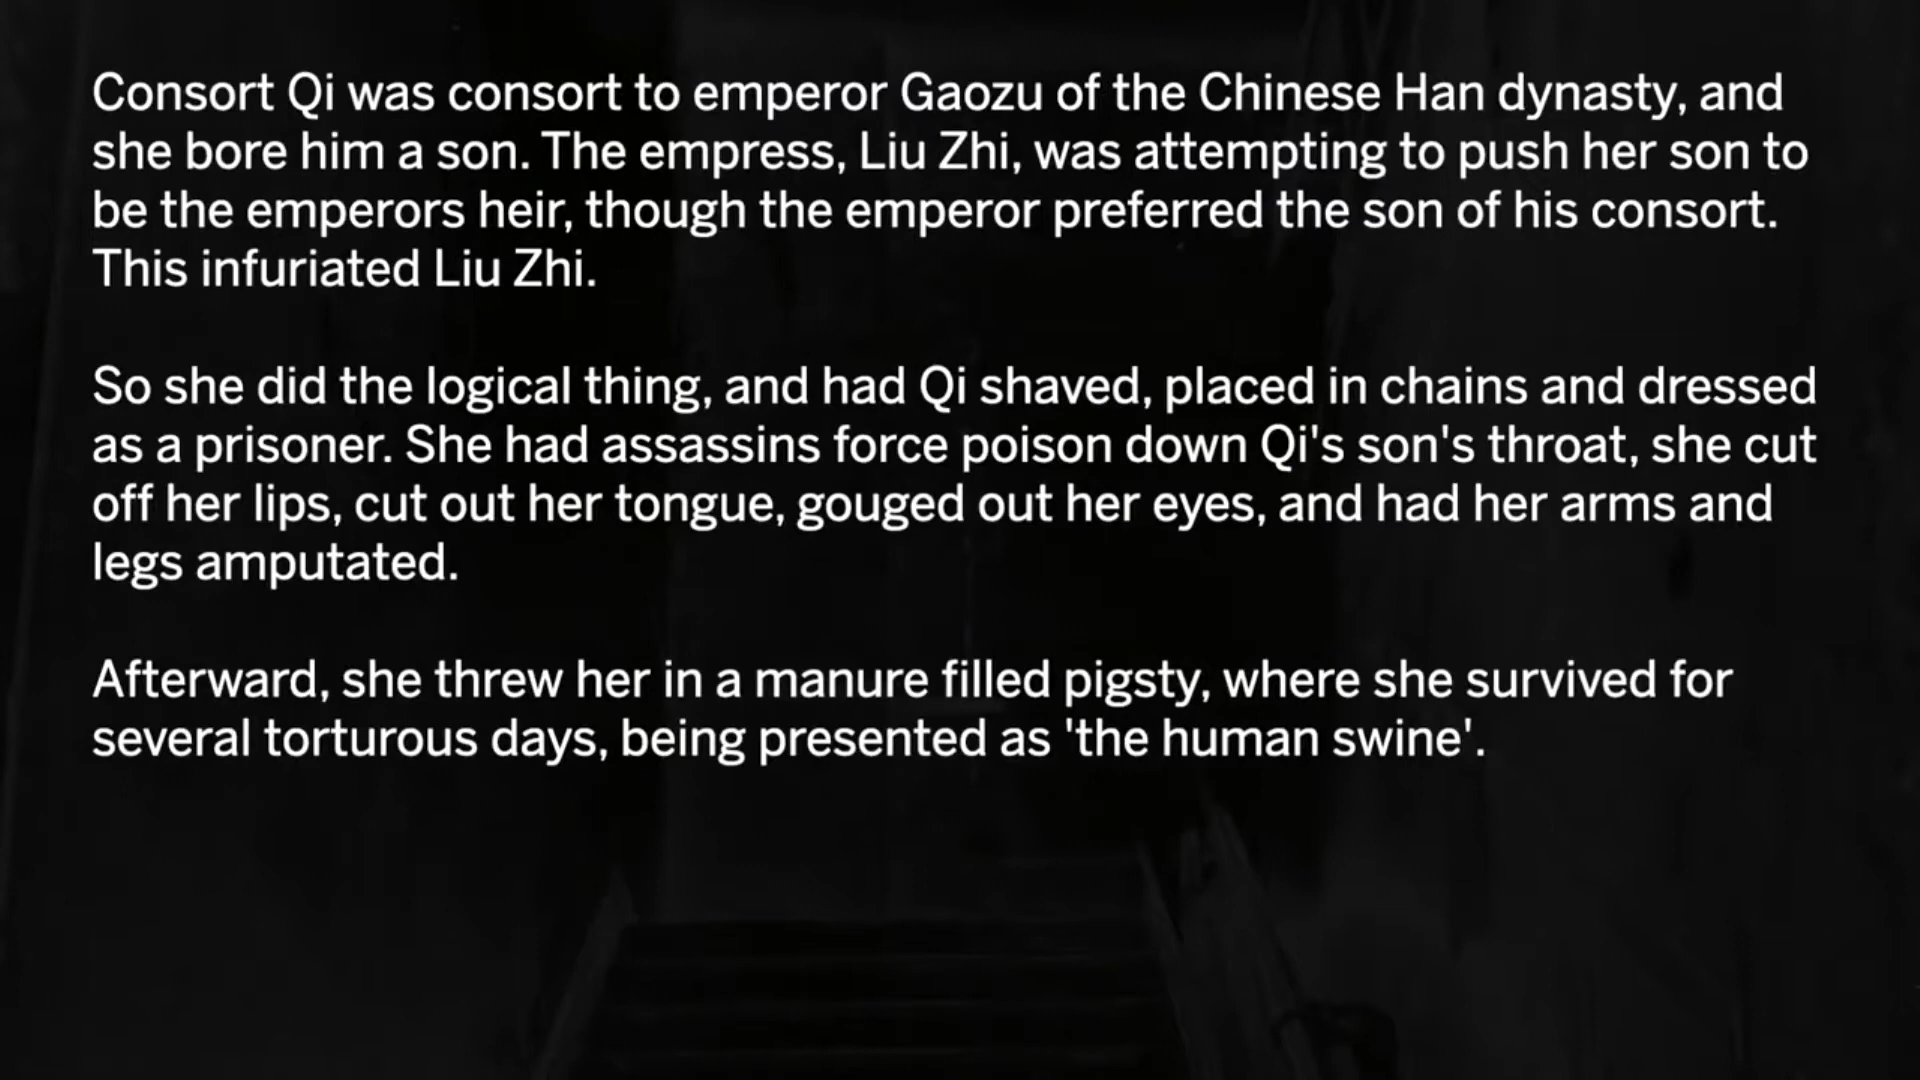 Consort Qi was consort to emperor Gaozu of the Chinese Han dynasty, and
she bore him a son. The empress, Liu Zhi, was attempting to push her son to
be the emperors heir, though the emperor preferred the son of his consort.
This infuriated Liu Zhi.
So she did the logical thing, and had Qi shaved, placed in chains and dressed
as a prisoner. She had assassins force poison down Qi's son's throat, she cut
off her lips, cut out her tongue, gouged out her eyes, and had her arms and
legs amputated.
Afterward, she threw her in a manure filled pigsty, where she survived for
several torturous days, being presented as 'the human swine'.